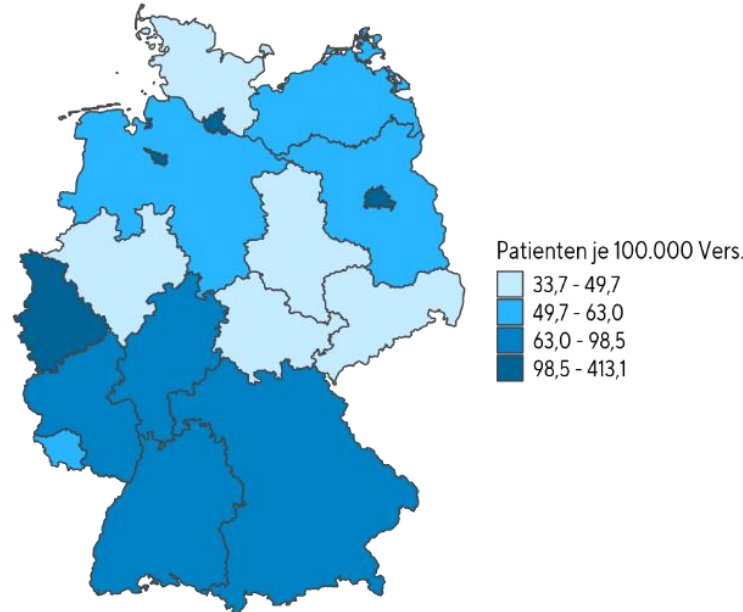 Patienten je 100.000 Vers.
33,7 - 49,7
49,7 - 63,0
63,0 - 98,5
98,5 - 413,1